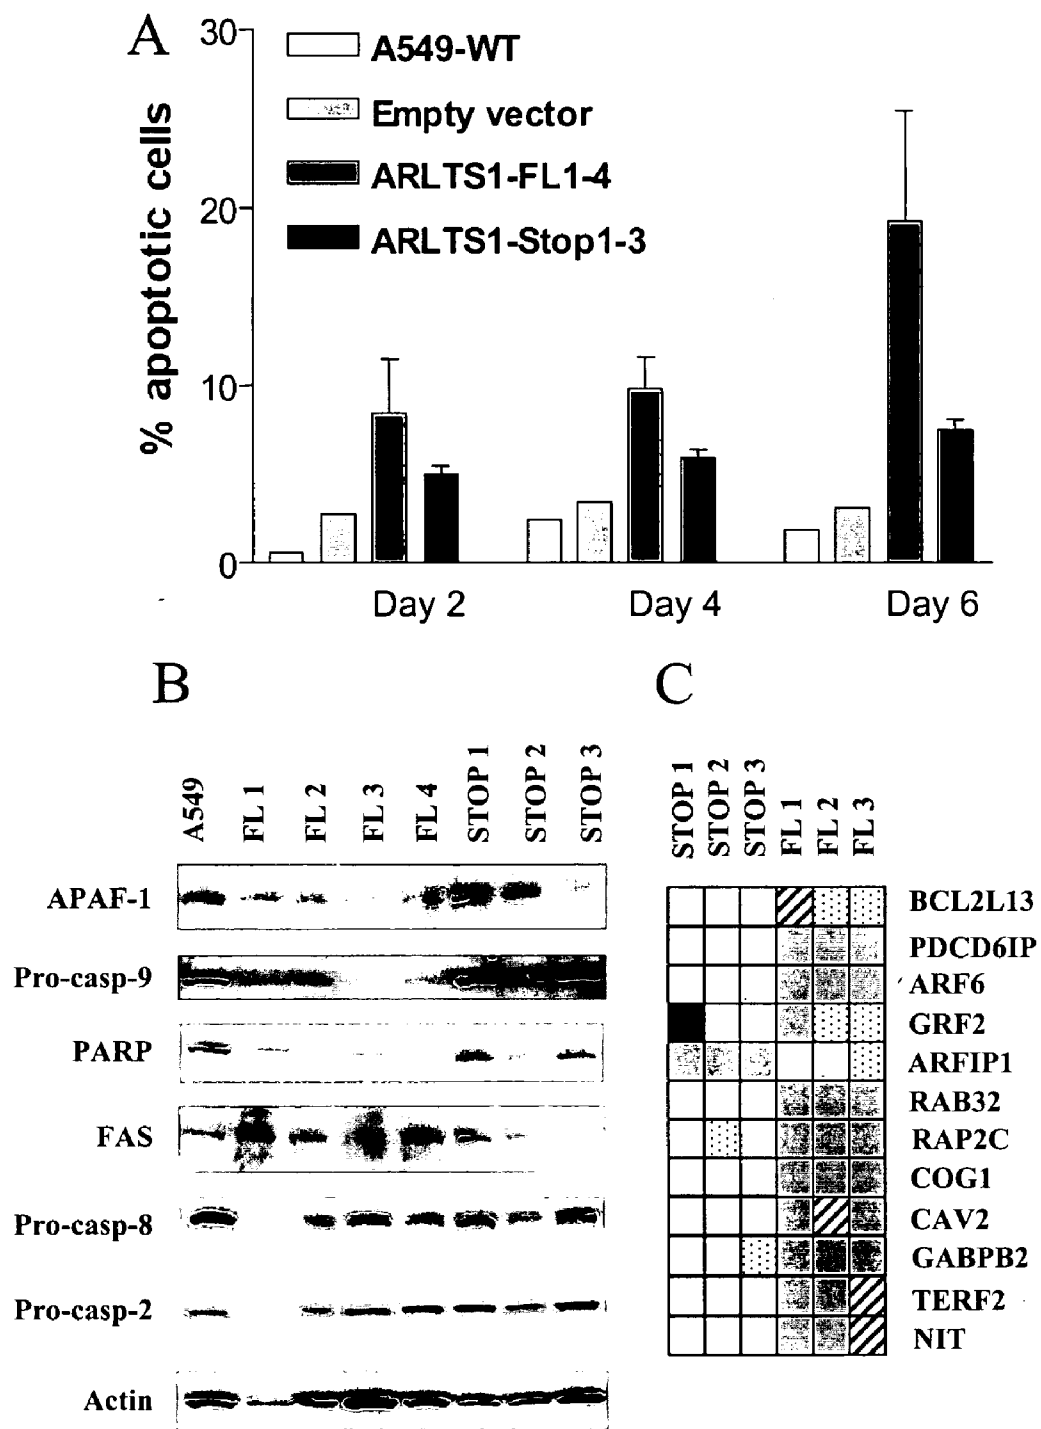 A
30
20
10
0
% apoptotic cells
A549-WT
Empty vector
ARLTS1-FL1-4
ARLTS1-Stop1-3
Day 2
Day 4
Day 6
B
A549
FL 1
FL 2
FL 3
FL 4
STOP 1
STOP 2
STOP 3
APAF-1
Pro-casp-9
PARP
FAS
Pro-casp-8
Pro-casp-2
Actin
C
STOP 1
STOP 2
STOP 3
FL 1
FL 2
FL 3
BCL2L13
PDCD6IP
ARF6
GRF2
ARFIP1
RAB32
RAP2C
COG1
CAV2
GABPB2
TERF2
NIT